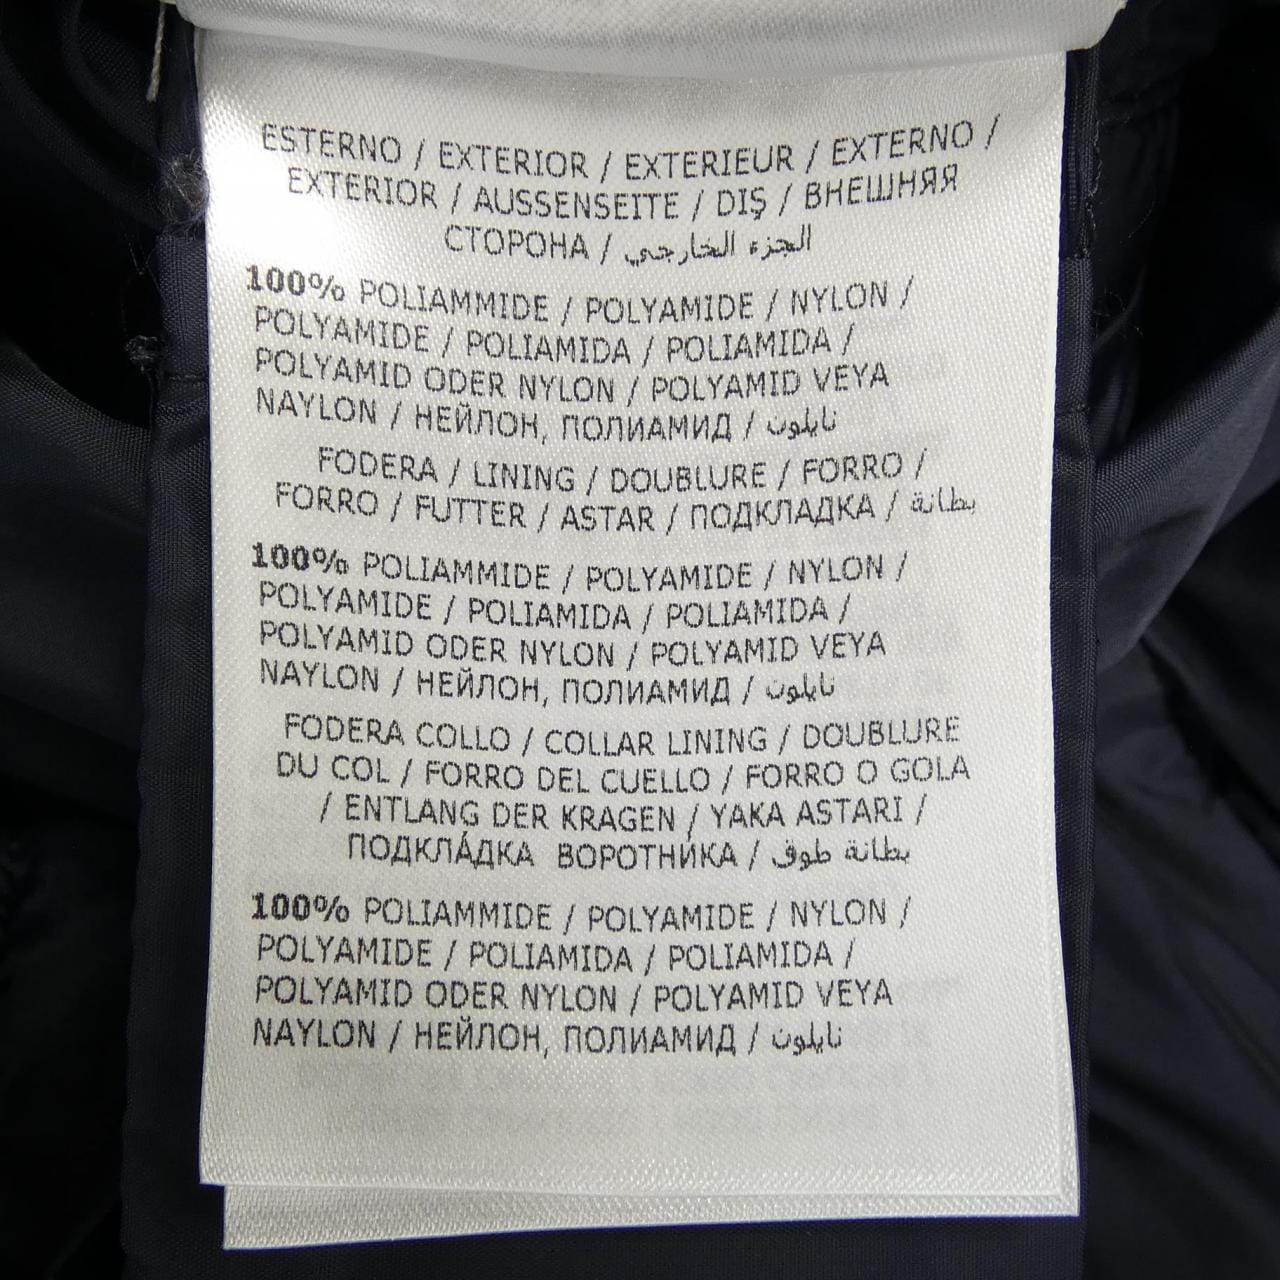 ESTERNO / EXTERIOR / EXTERIEUR / EXTERNO /
EXTERIOR / AUSSENSEITE / DIŞ / ВНЕШНЯЯ
СТОРОНА / الجزء الخارجي
100% POLIAMMIDE / POLYAMIDE / NYLON /
POLYAMIDE / POLIAMIDA / POLIAMIDA /
POLYAMID ODER NYLON / POLYAMID VEYA
NAYLON / НЕЙЛОН, ПОЛИАМИД / نايلون
FODERA / LINING / DOUBLURE / FORRO /
FORRO / FUTTER / ASTAR / ПОДКЛАДКА / بطانة
100% POLIAMMIDE / POLYAMIDE / NYLON /
POLYAMIDE / POLIAMIDA / POLIAMIDA /
POLYAMID ODER NYLON / POLYAMID VEYA
NAYLON / НЕЙЛОН, ПОЛИАМИД / نايلون
FODERA COLLO / COLLAR LINING / DOUBLURE
DU COL / FORRO DEL CUELLO / FORRO O GOLA
/ ENTLANG DER KRAGEN / YAKA ASTARI /
ПОДКЛÁДКА ВОРОТНИКА / بطانة طوق
100% POLIAMMIDE / POLYAMIDE / NYLON /
POLYAMIDE / POLIAMIDA / POLIAMIDA /
POLYAMID ODER NYLON / POLYAMID VEYA
NAYLON / НЕЙЛОН, ПОЛИАМИД / نايلون